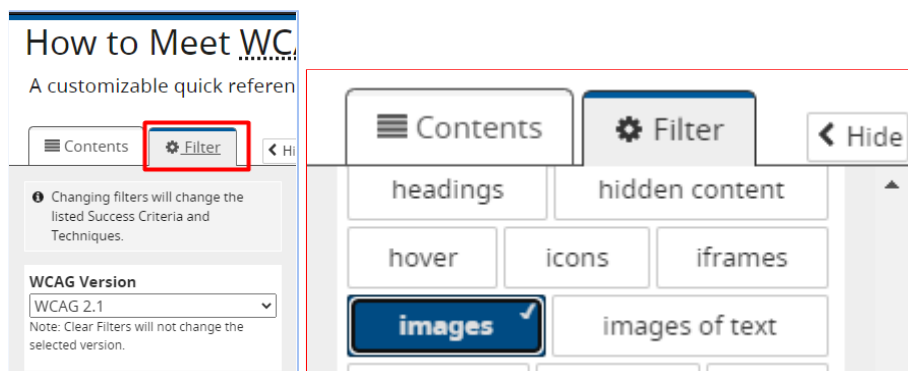 How to Meet WCA
A customizable quick referen
Contents
Filter
Hi
Changing filters will change the
listed Success Criteria and
Techniques.
WCAG Version
WCAG 2.1
Note: Clear Filters will not change the
selected version.
Contents
Filter
Hide
headings
hidden content
hover
icons
iframes
images
images of text